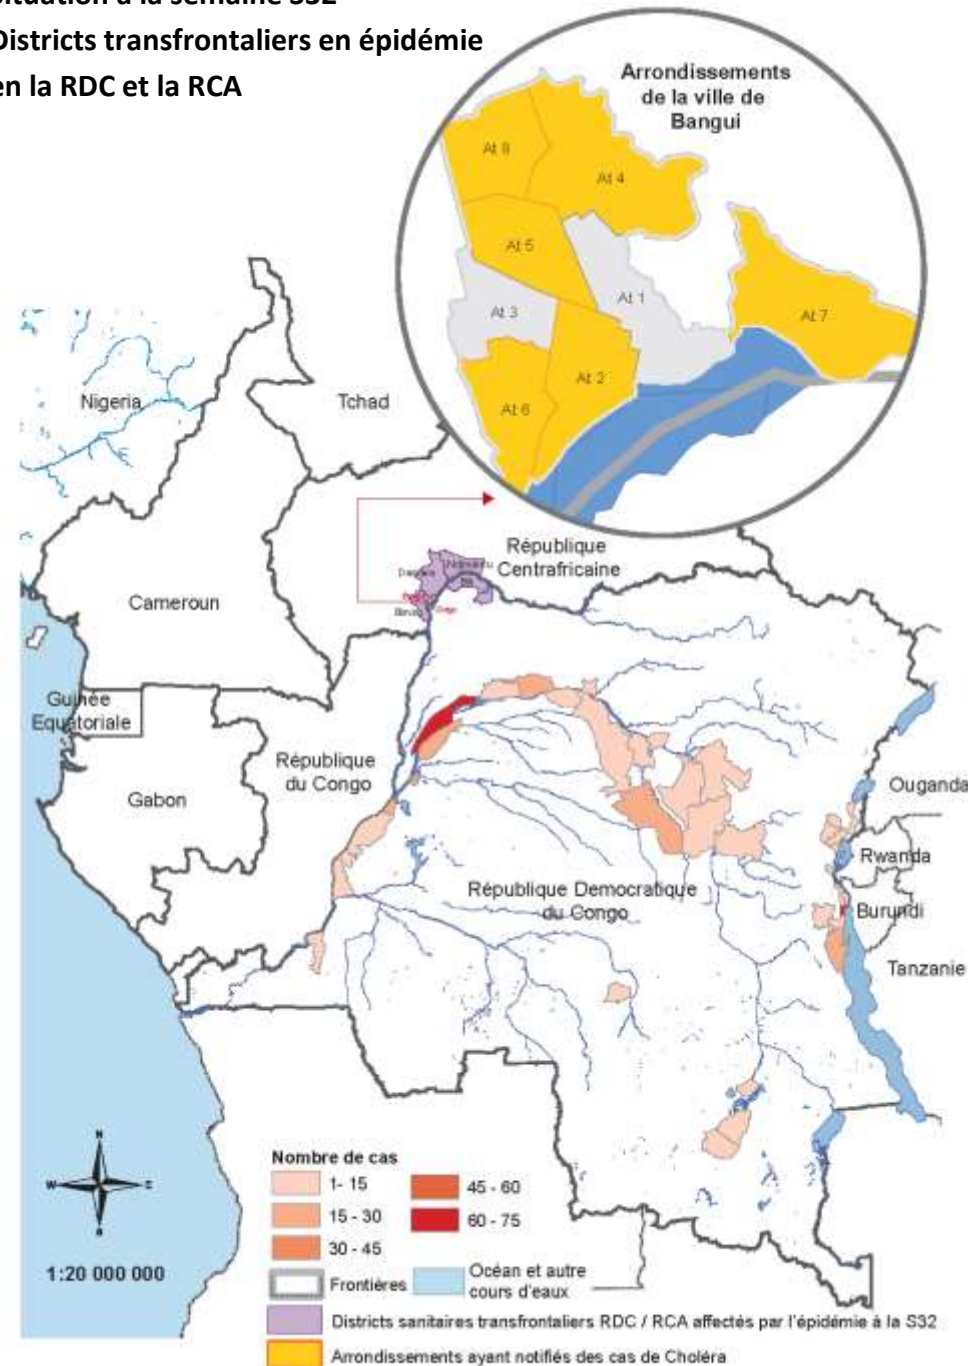 Situation à la semaine S32
Districts transfrontaliers en épidémie
en la RDC et la RCA
Arrondissements
de la ville de
Bangui
At 8
At 4
At 5
At 1
At 3
At 7
At 2
At 6
Nigeria
Tchad
République
Centrafricaine
Cameroun
Guinée
Equatoriale
République
du Congo
Gabon
Ouganda
Rwanda
République Democratique
du Congo
Burundi
Tanzanie
N
W
E
S
1:20 000 000
Nombre de cas
1- 15
45 - 60
15 - 30
60 - 75
30 - 45
Frontières
Océan et autre
cours d'eaux
Districts sanitaires transfrontaliers RDC / RCA affectés par l'épidémie à la S32
Arrondissements ayant notifiés des cas de Choléra